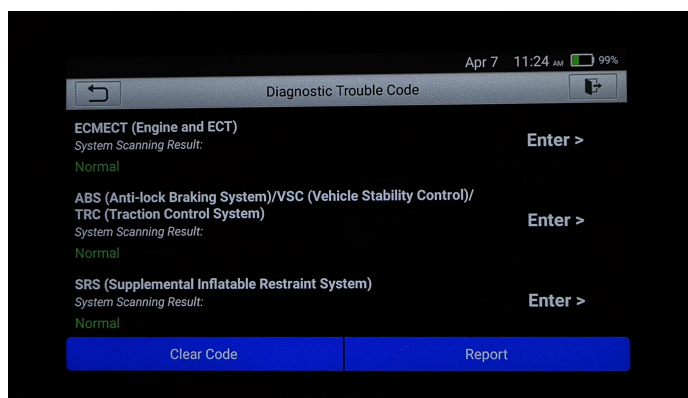 Apr 7 11:24 AM 99%
Diagnostic Trouble Code
ECMECT (Engine and ECT)
System Scanning Result:
Enter >
Normal
ABS (Anti-lock Braking System)/VSC (Vehicle Stability Control)/
TRC (Traction Control System)
System Scanning Result:
Enter >
Normal
SRS (Supplemental Inflatable Restraint System)
System Scanning Result:
Enter >
Normal
Clear Code
Report